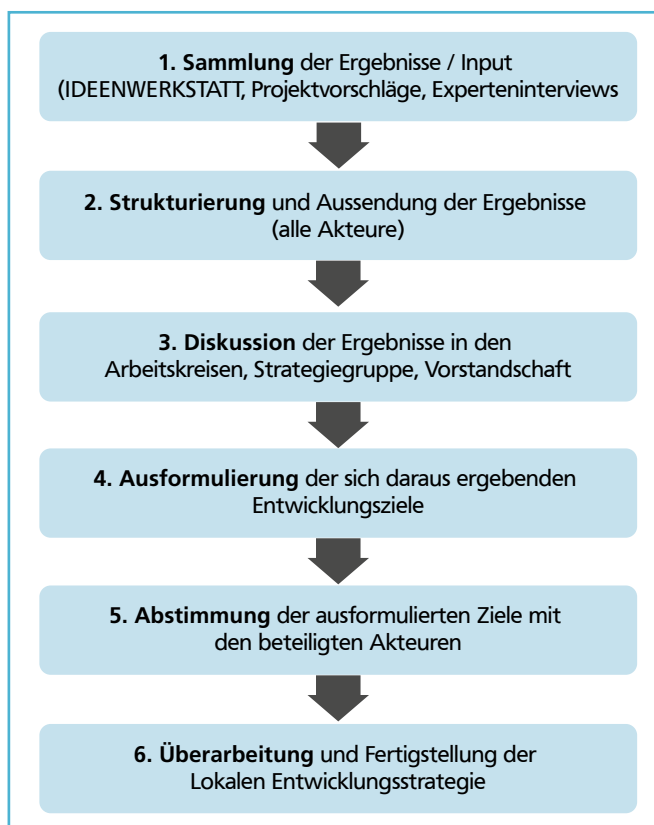 1. Sammlung der Ergebnisse / Input
(IDEENWERKSTATT, Projektvorschläge, Experteninterviews
2. Strukturierung und Aussendung der Ergebnisse
(alle Akteure)
3. Diskussion der Ergebnisse in den
Arbeitskreisen, Strategiegruppe, Vorstandschaft
4. Ausformulierung der sich daraus ergebenden
Entwicklungsziele
5. Abstimmung der ausformulierten Ziele mit
den beteiligten Akteuren
6. Überarbeitung und Fertigstellung der
Lokalen Entwicklungsstrategie